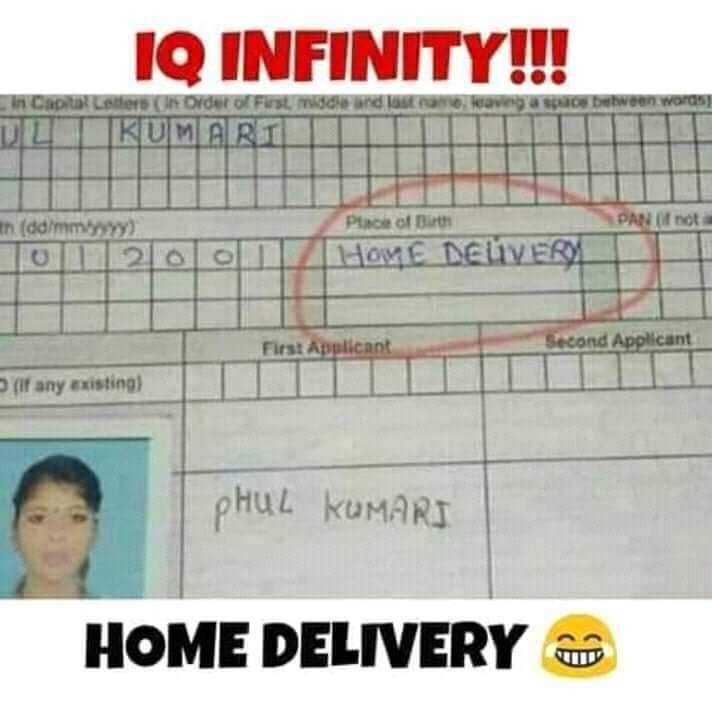 IQ INFINITY!!!
in Capital Letters (in Order of First, middle and last name, leaving a space between words)
UL KUMARI
th (dd/mm/yyyy) Place of Birth PAN (if not a
012001 HOME DELIVERY
First Applicant Second Applicant
(If any existing)
PHUL KUMARI
HOME DELIVERY